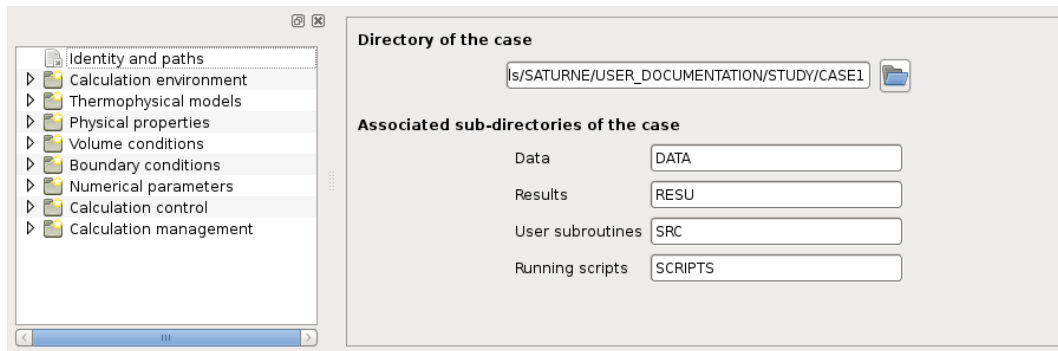 Identity and paths
Calculation environment
Thermophysical models
Physical properties
Volume conditions
Boundary conditions
Numerical parameters
Calculation control
Calculation management
Directory of the case
ls/SATURNE/USER_DOCUMENTATION/STUDY/CASE1
Associated sub-directories of the case
Data DATA
Results RESU
User subroutines SRC
Running scripts SCRIPTS